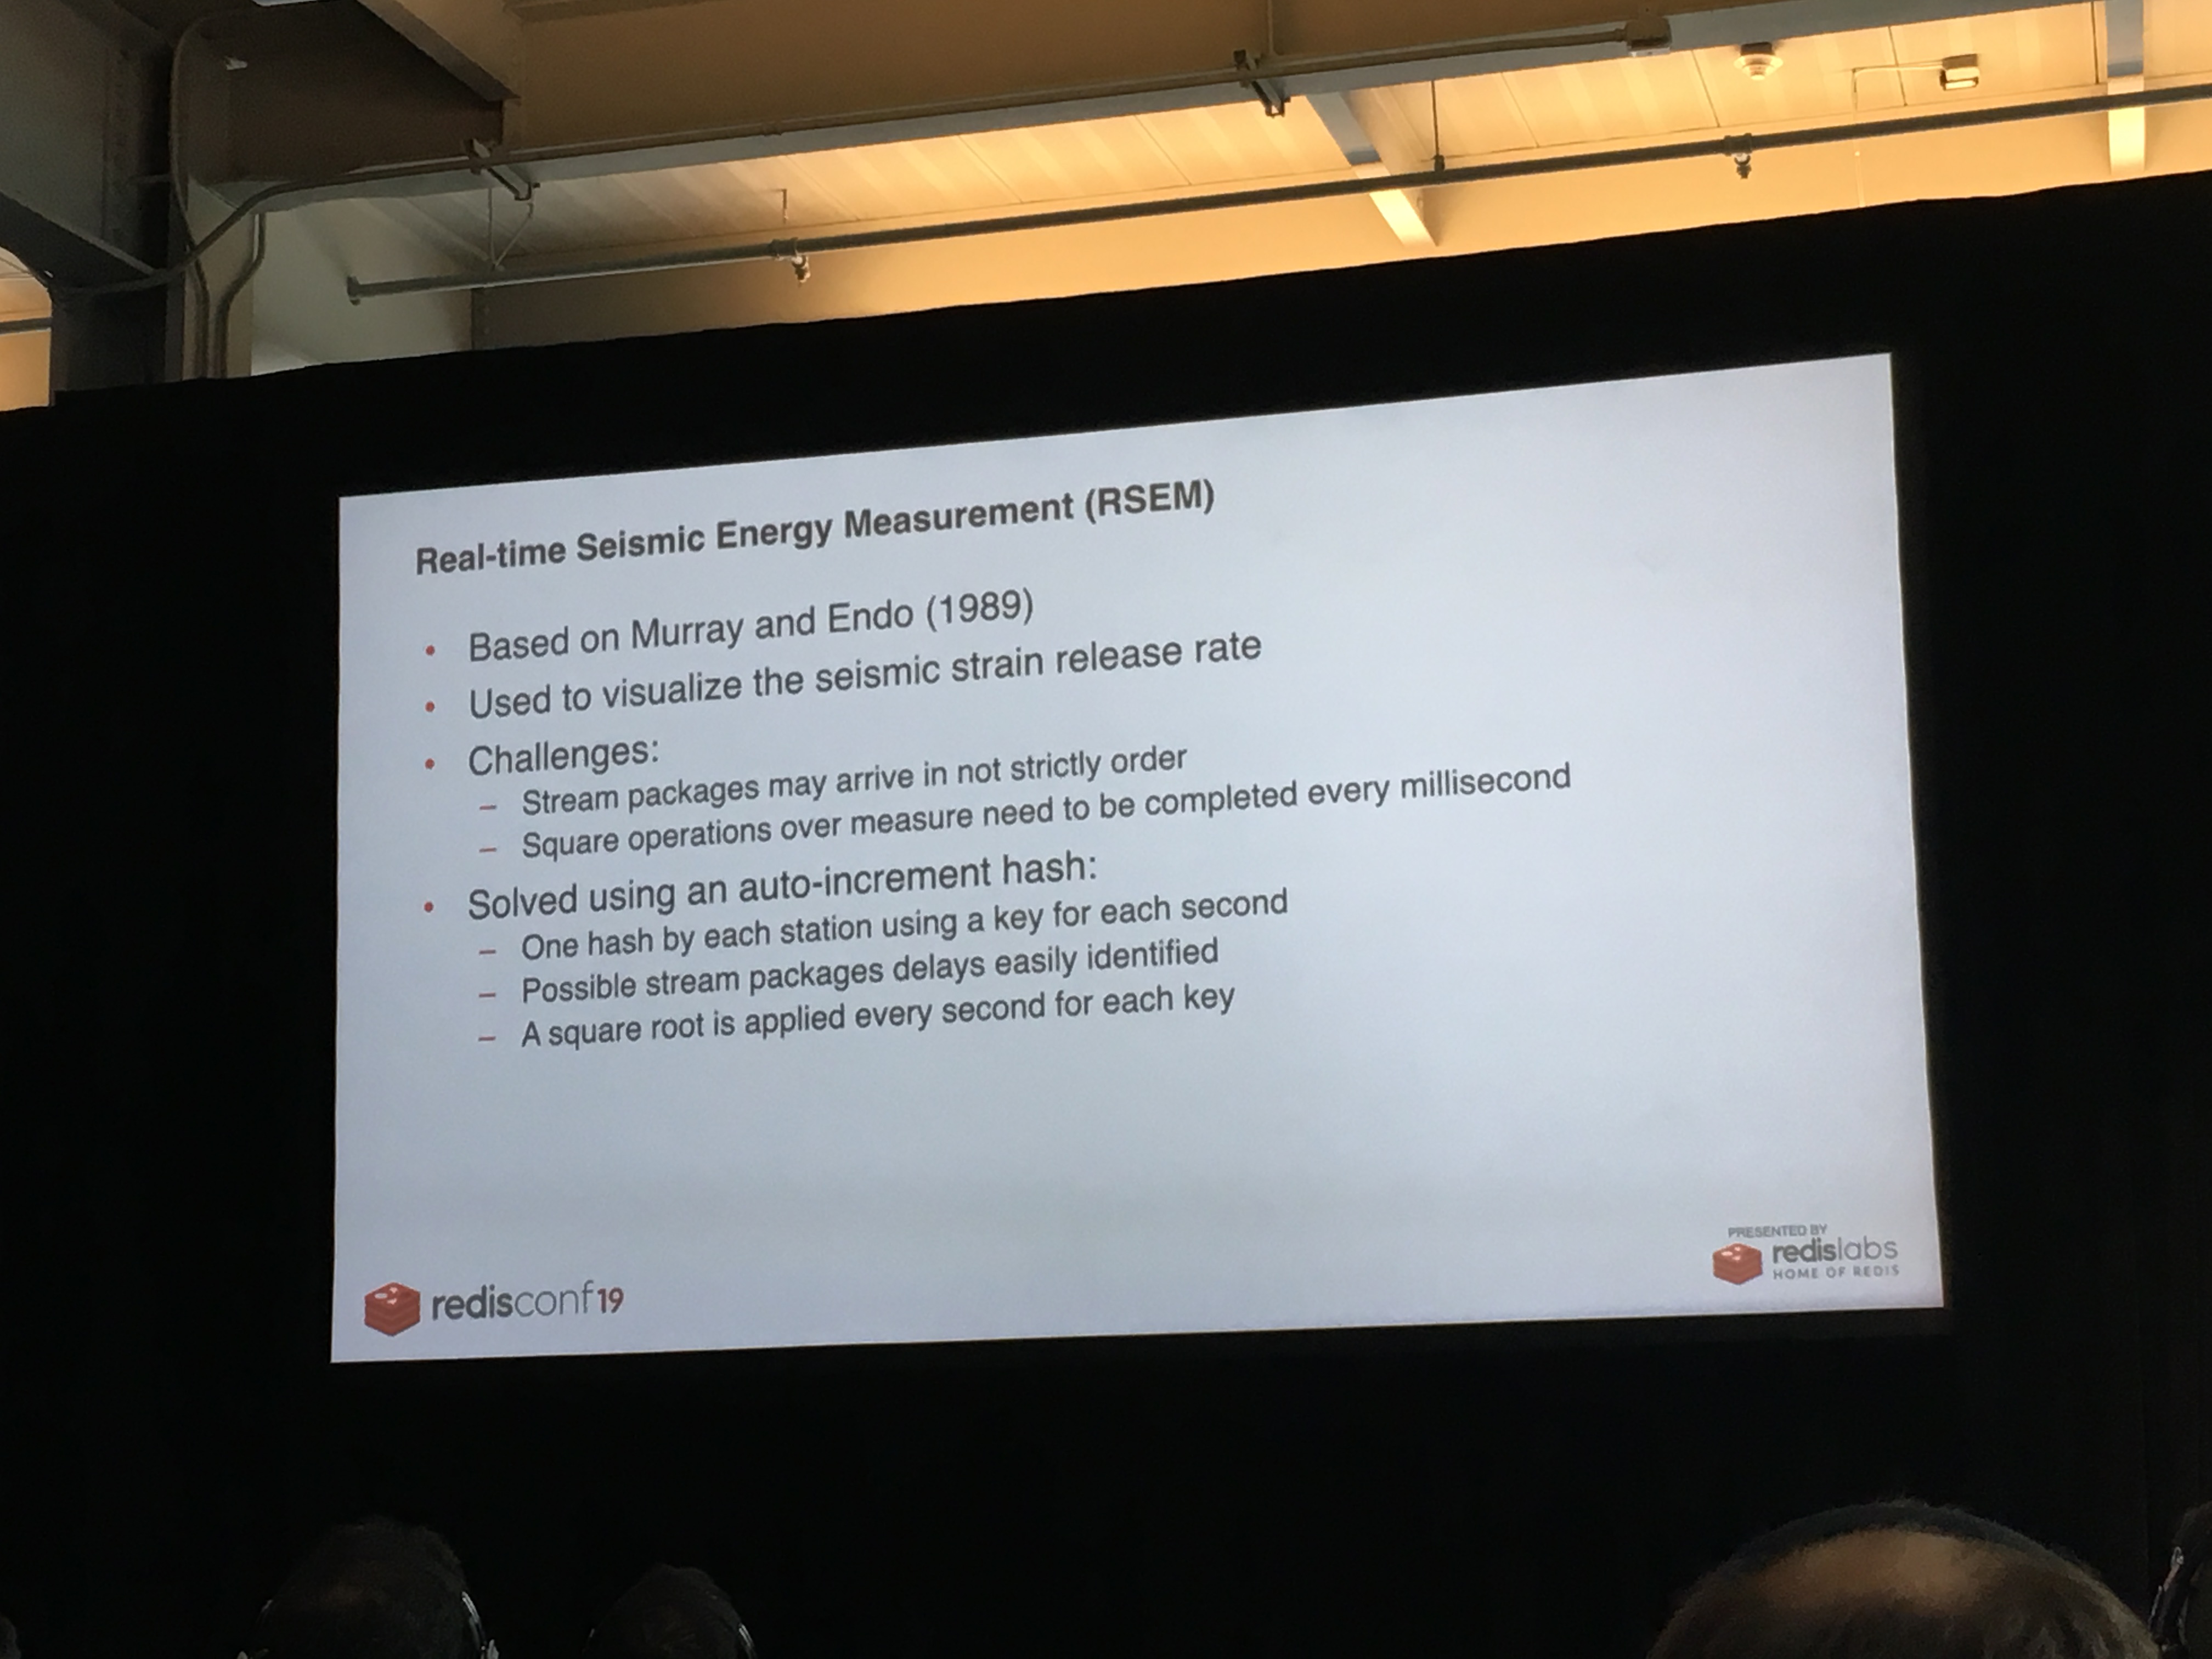 Real-time Seismic Energy Measurement (RSEM)
• Based on Murray and Endo (1989)
• Used to visualize the seismic strain release rate
• Challenges:
– Stream packages may arrive in not strictly order
– Square operations over measure need to be completed every millisecond
• Solved using an auto-increment hash:
– One hash by each station using a key for each second
– Possible stream packages delays easily identified
– A square root is applied every second for each key
redisconf19
PRESENTED BY
redislabs
HOME OF REDIS